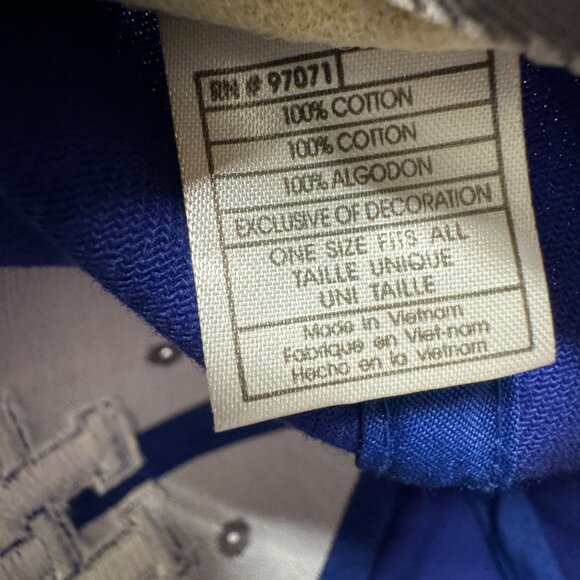 RN # 97071
100% COTTON
100% COTTON
100% ALGODON
EXCLUSIVE OF DECORATION
ONE SIZE FITS ALL
TAILLE UNIQUE
UNI TAILLE
Made in Vietnam
Fabrique en Viet-nam
Hecho en la vietnam